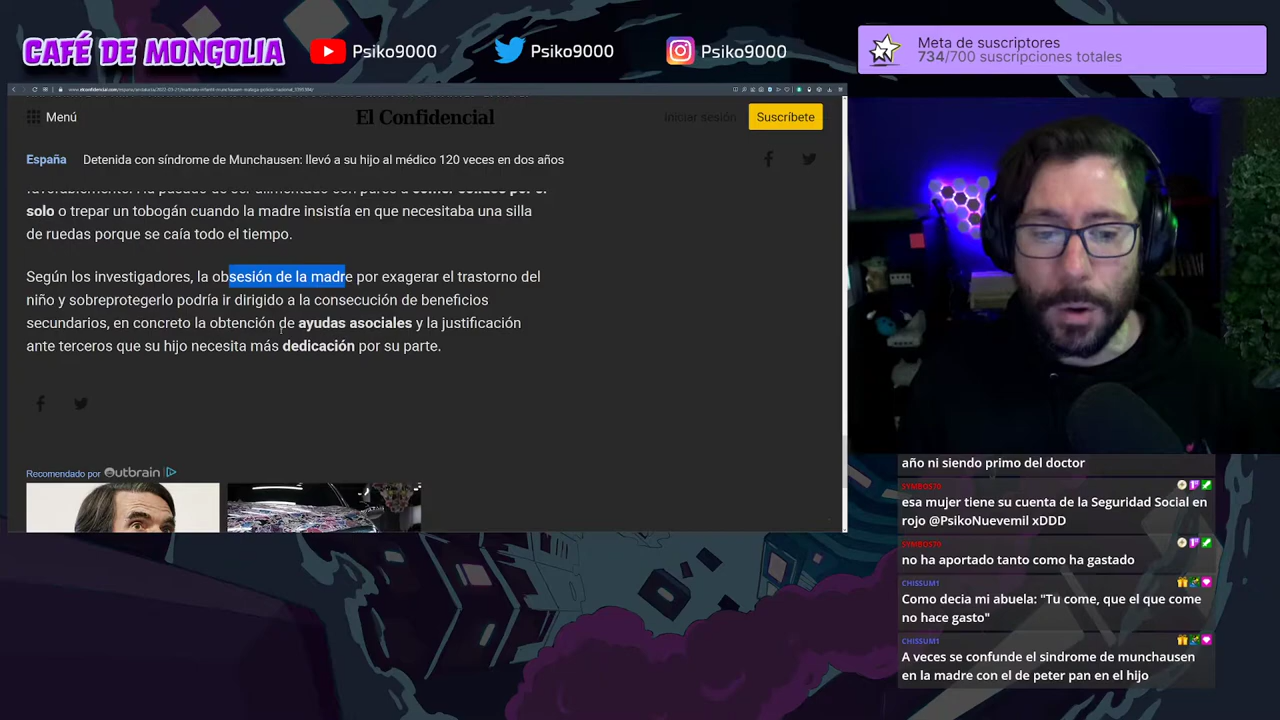 CAFÉ DE MONGOLIA
Psiko9000
Psiko9000
Psiko9000
Meta de suscriptores
734/700 suscripciones totales
Menú
El Confidencial
Iniciar sesión
Suscríbete
España
Detenida con síndrome de Munchausen: llevó a su hijo al médico 120 veces en dos años
solo o trepar un tobogán cuando la madre insistía en que necesitaba una silla
de ruedas porque se caía todo el tiempo.
Según los investigadores, la obsesión de la madre por exagerar el trastorno del
niño y sobreprotegerlo podría ir dirigido a la consecución de beneficios
secundarios, en concreto la obtención de ayudas asociales y la justificación
ante terceros que su hijo necesita más dedicación por su parte.
Recomendado por Outbrain
año ni siendo primo del doctor
SYMBOS70
esa mujer tiene su cuenta de la Seguridad Social en
rojo @PsikoNuevemil xDDD
SYMBOS70
no ha aportado tanto como ha gastado
CHISSUM1
Como decia mi abuela: "Tu come, que el que come
no hace gasto"
CHISSUM1
A veces se confunde el sindrome de munchausen
en la madre con el de peter pan en el hijo